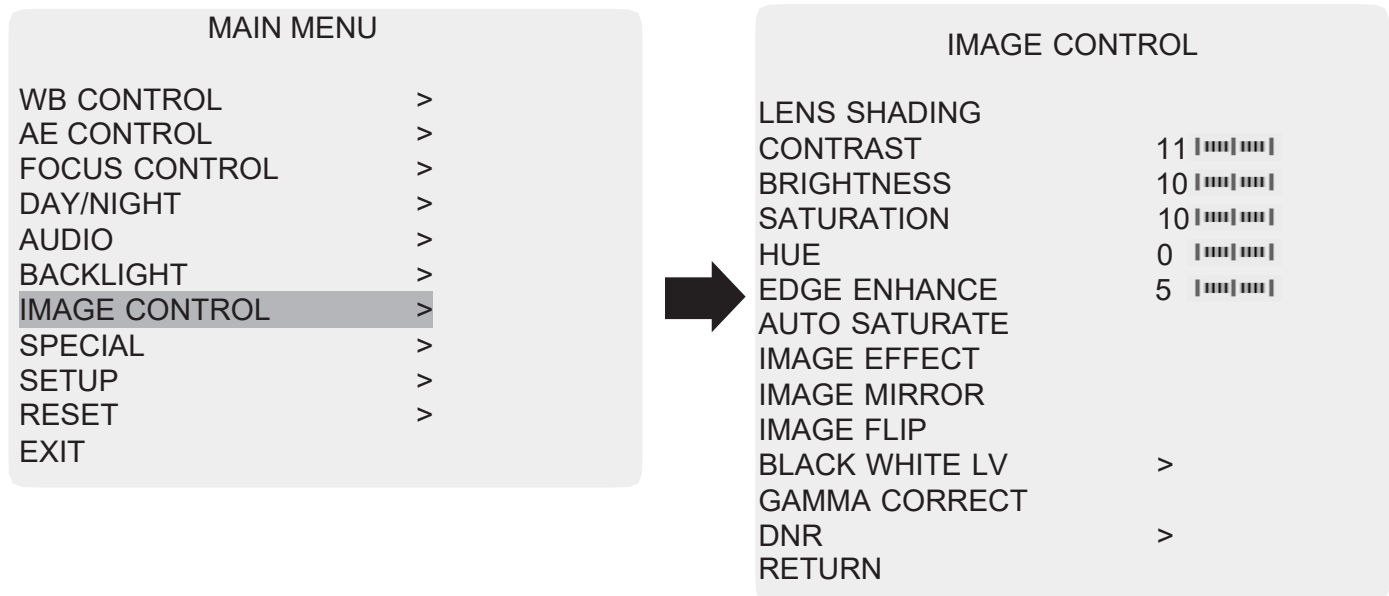 MAIN MENU
WB CONTROL >
AE CONTROL >
FOCUS CONTROL >
DAY/NIGHT >
AUDIO >
BACKLIGHT >
IMAGE CONTROL >
SPECIAL >
SETUP >
RESET >
EXIT
IMAGE CONTROL
LENS SHADING
CONTRAST 11
BRIGHTNESS 10
SATURATION 10
HUE 0
EDGE ENHANCE 5
AUTO SATURATE
IMAGE EFFECT
IMAGE MIRROR
IMAGE FLIP
BLACK WHITE LV >
GAMMA CORRECT
DNR >
RETURN